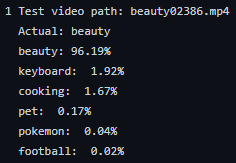 1 Test video path: beauty02386.mp4
Actual: beauty
beauty: 96.19%
keyboard:  1.92%
cooking:  1.67%
pet:  0.17%
pokemon:  0.04%
football:  0.02%